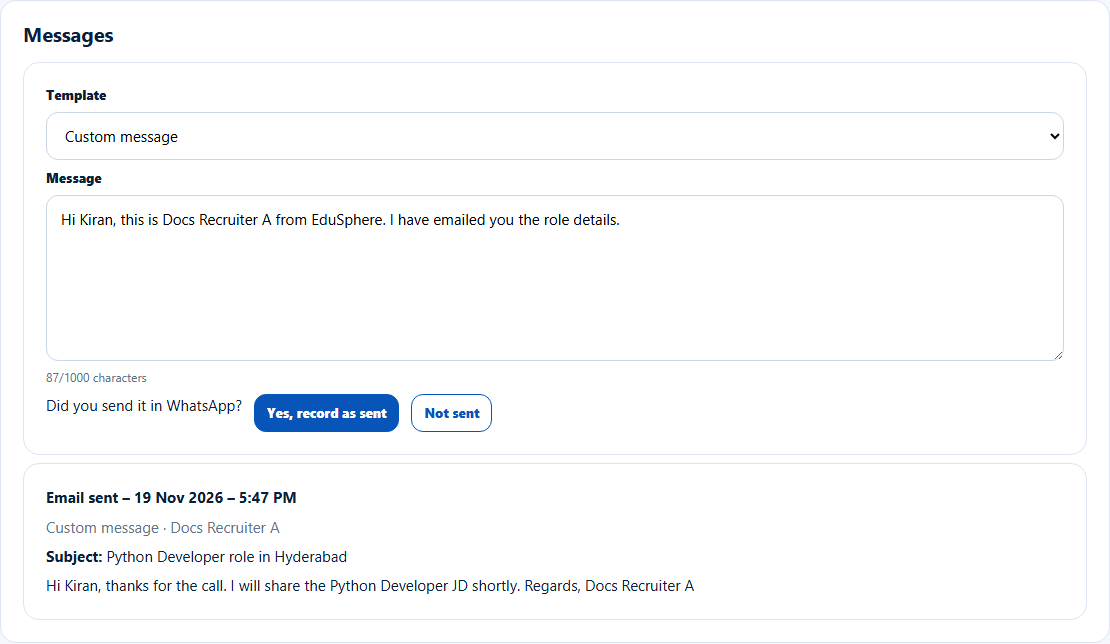 Messages
Template
Custom message
Message
Hi Kiran, this is Docs Recruiter A from EduSphere. I have emailed you the role details.
87/1000 characters
Did you send it in WhatsApp? Yes, record as sent Not sent
Email sent – 19 Nov 2026 – 5:47 PM
Custom message · Docs Recruiter A
Subject: Python Developer role in Hyderabad
Hi Kiran, thanks for the call. I will share the Python Developer JD shortly. Regards, Docs Recruiter A